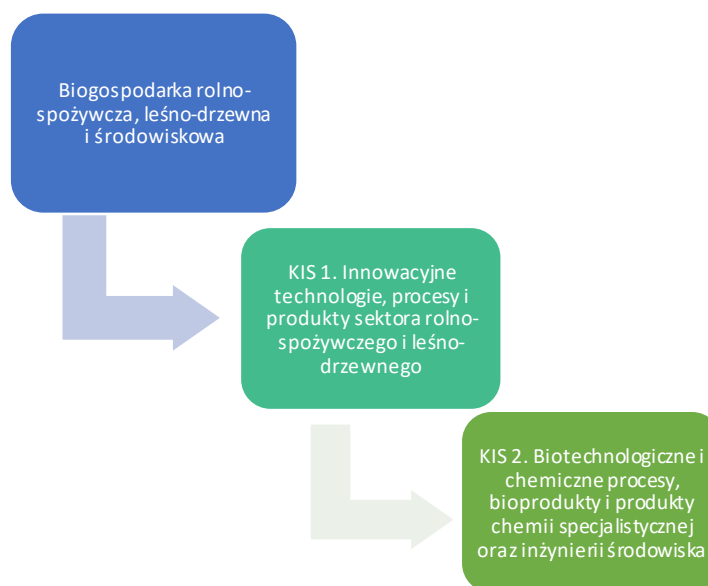 Biogospodarka rolno-
spożywcza, leśno-drzewna
i środowiskowa
KIS 1. Innowacyjne
technologie, procesy i
produkty sektora rolno-
spożywczego i leśno-
drzewnego
KIS 2. Biotechnologiczne i
chemiczne procesy,
bioprodukty i produkty
chemii specjalistycznej
oraz inżynierii środowiska